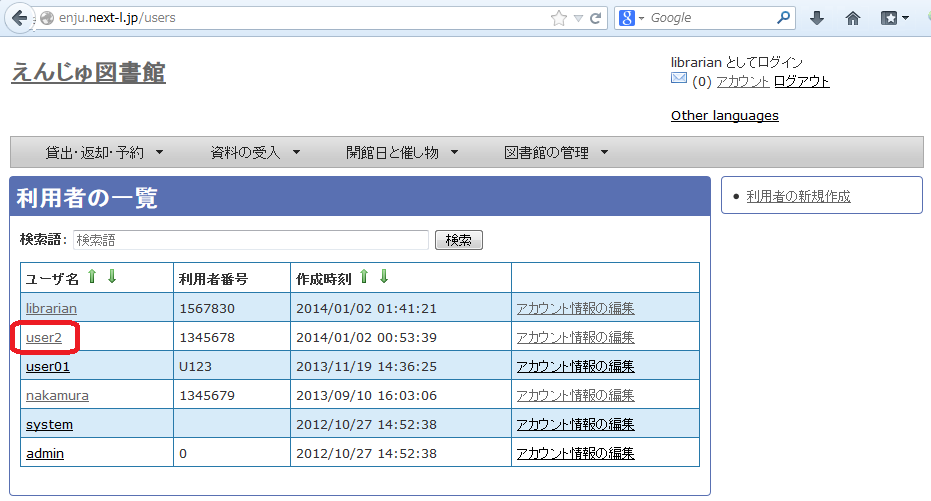 enju.next-l.jp/users
Google
えんじゅ図書館
librarian としてログイン
(0) アカウント ログアウト
Other languages
貸出・返却・予約 資料の受入 開館日と催し物 図書館の管理
利用者の一覧
利用者の新規作成
検索語: 検索語 検索
ユーザ名 利用者番号 作成時刻
librarian 1567830 2014/01/02 01:41:21 アカウント情報の編集
user2 1345678 2014/01/02 00:53:39 アカウント情報の編集
user01 U123 2013/11/19 14:36:25 アカウント情報の編集
nakamura 1345679 2013/09/10 16:03:06 アカウント情報の編集
system 2012/10/27 14:52:38 アカウント情報の編集
admin 0 2012/10/27 14:52:38 アカウント情報の編集